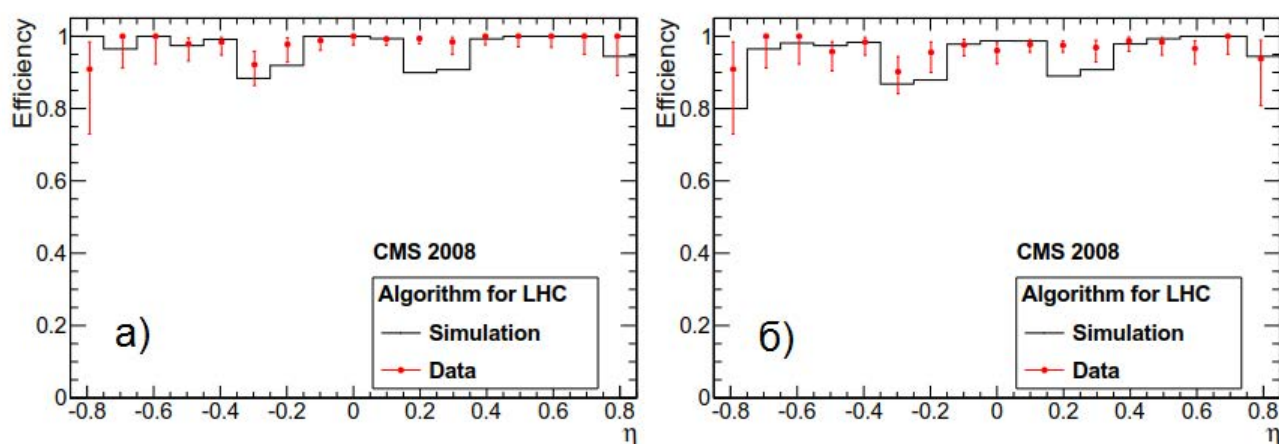 Efficiency
1
0.8
0.6
0.4
0.2
0
CMS 2008
Algorithm for LHC
Simulation
Data
а)
-0.8 -0.6 -0.4 -0.2 0 0.2 0.4 0.6 0.8
η
Efficiency
1
0.8
0.6
0.4
0.2
0
CMS 2008
Algorithm for LHC
Simulation
Data
б)
-0.8 -0.6 -0.4 -0.2 0 0.2 0.4 0.6 0.8
η